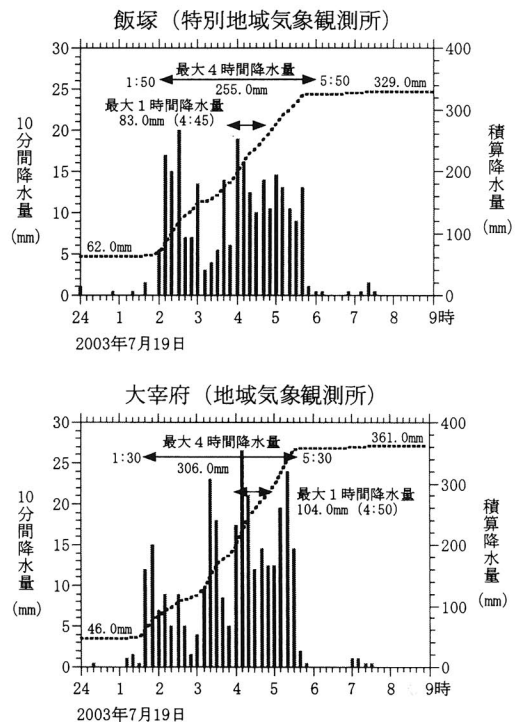 飯塚（特別地域気象観測所）
30 25 20 15 10 5 0
10分間降水量 (mm)
400 300 200 100 0
積算降水量 (mm)
1:50 最大４時間降水量 5:50
255.0mm
329.0mm
最大１時間降水量
83.0mm (4:45)
62.0mm
24 1 2 3 4 5 6 7 8 9時
2003年7月19日
大宰府（地域気象観測所）
30 25 20 15 10 5 0
10分間降水量 (mm)
400 300 200 100 0
積算降水量 (mm)
最大４時間降水量
361.0mm
1:30 5:30
306.0mm
最大１時間降水量
104.0mm (4:50)
46.0mm
24 1 2 3 4 5 6 7 8 9時
2003年7月19日